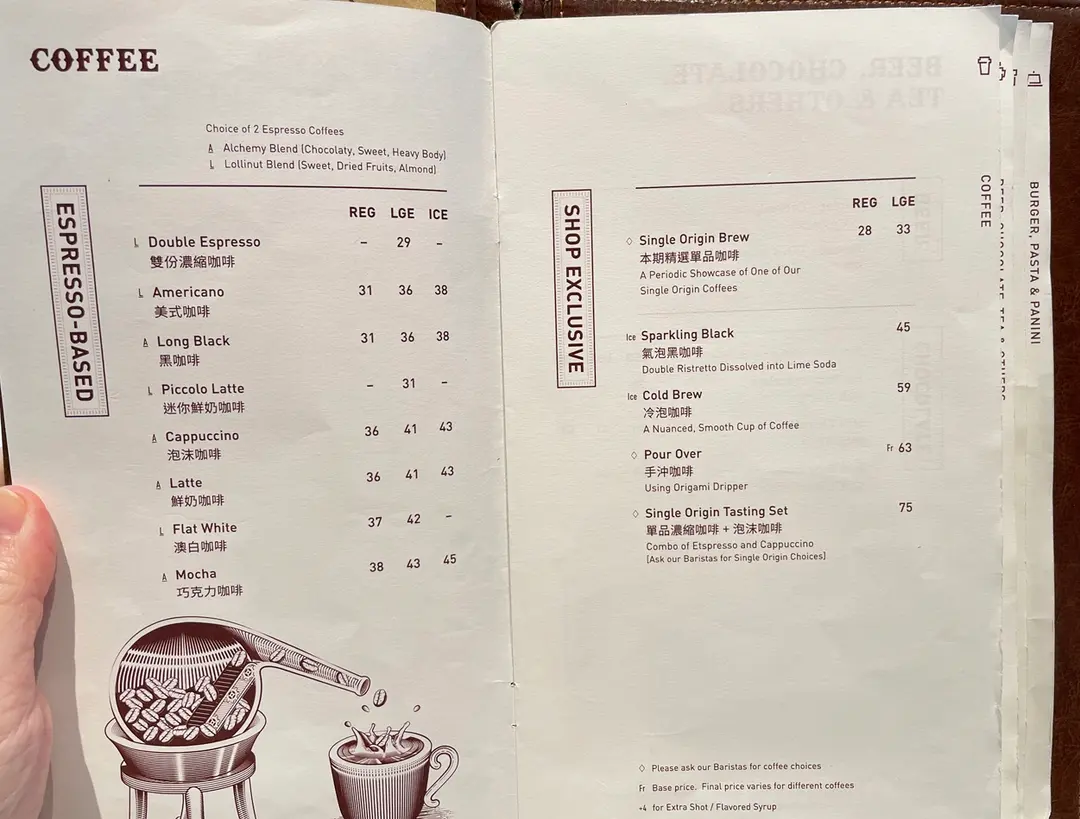 COFFEE
Choice of 2 Espresso Coffees
A Alchemy Blend (Chocolaty, Sweet, Heavy Body)
L Lollinut Blend (Sweet, Dried Fruits, Almond)
ESPRESSO-BASED
REG LGE ICE
L Double Espresso – 29 –
雙份濃縮咖啡
L Americano 31 36 38
美式咖啡
A Long Black 31 36 38
黑咖啡
L Piccolo Latte – 31 –
迷你鮮奶咖啡
A Cappuccino 36 41 43
泡沫咖啡
A Latte 36 41 43
鮮奶咖啡
L Flat White 37 42 –
澳白咖啡
A Mocha 38 43 45
巧克力咖啡
SHOP EXCLUSIVE
REG LGE
◇ Single Origin Brew 28 33
本期精選單品咖啡
A Periodic Showcase of One of Our
Single Origin Coffees
Ice Sparkling Black 45
氣泡黑咖啡
Double Ristretto Dissolved into Lime Soda
Ice Cold Brew 59
冷泡咖啡
A Nuanced, Smooth Cup of Coffee
◇ Pour Over Fr 63
手沖咖啡
Using Origami Dripper
◇ Single Origin Tasting Set 75
單品濃縮咖啡 + 泡沫咖啡
Combo of Etspresso and Cappuccino
(Ask our Baristas for Single Origin Choices)
◇ Please ask our Baristas for coffee choices
Fr Base price. Final price varies for different coffees
+4 for Extra Shot / Flavored Syrup
COFFEE
BURGER, PASTA & PANINI